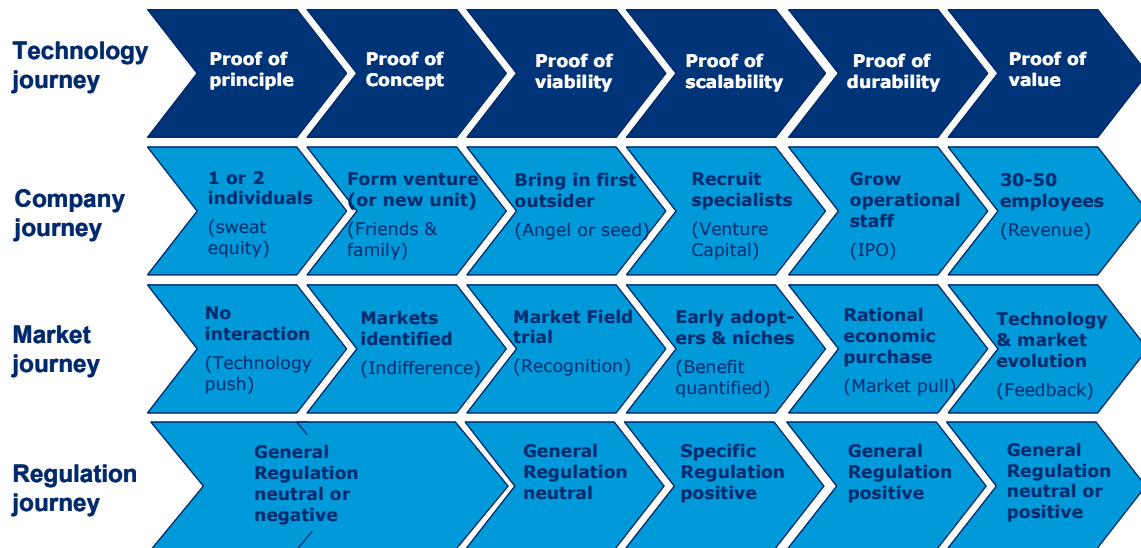 Technology
journey
Proof of
principle
Proof of
Concept
Proof of
viability
Proof of
scalability
Proof of
durability
Proof of
value
Company
journey
1 or 2
individuals
(sweat
equity)
Form venture
(or new unit)
(Friends &
family)
Bring in first
outsider
(Angel or seed)
Recruit
specialists
(Venture
Capital)
Grow
operational
staff
(IPO)
30-50
employees
(Revenue)
Market
journey
No
interaction
(Technology
push)
Markets
identified
(Indifference)
Market Field
trial
(Recognition)
Early adopt-
ers & niches
(Benefit
quantified)
Rational
economic
purchase
(Market pull)
Technology
& market
evolution
(Feedback)
Regulation
journey
General
Regulation
neutral or
negative
General
Regulation
neutral
Specific
Regulation
positive
General
Regulation
positive
General
Regulation
neutral or
positive